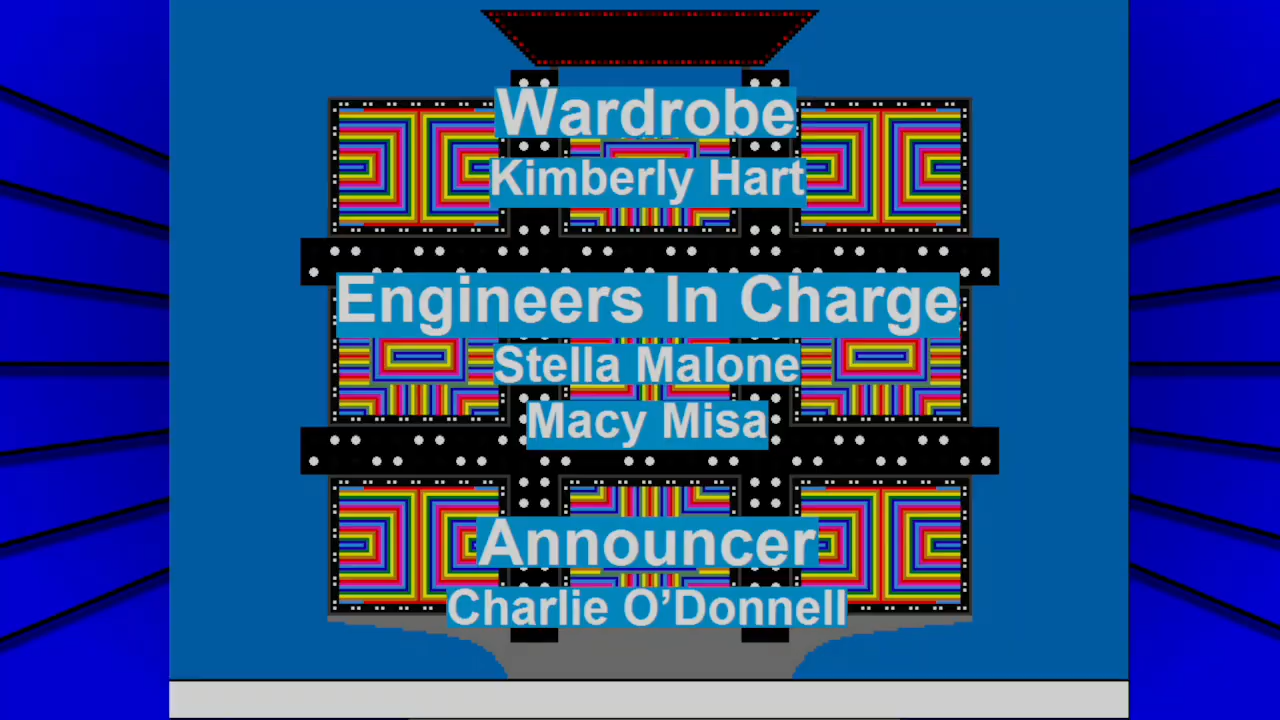 Wardrobe
Kimberly Hart
Engineers In Charge
Stella Malone
Macy Misa
Announcer
Charlie O’Donnell